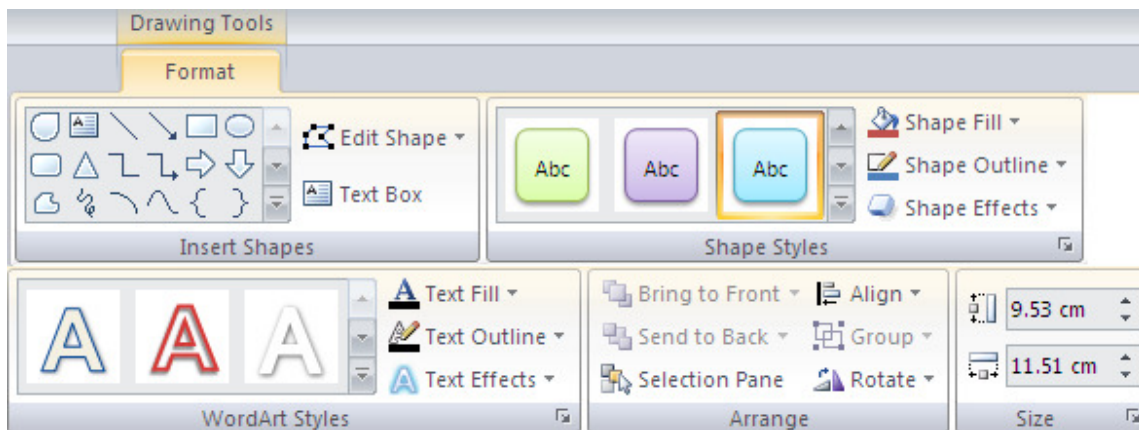 Drawing Tools
Format
Edit Shape
Text Box
Insert Shapes
Abc Abc Abc
Shape Fill
Shape Outline
Shape Effects
Shape Styles
A A A
Text Fill
Text Outline
Text Effects
WordArt Styles
Bring to Front
Send to Back
Selection Pane
Align
Group
Rotate
Arrange
9.53 cm
11.51 cm
Size